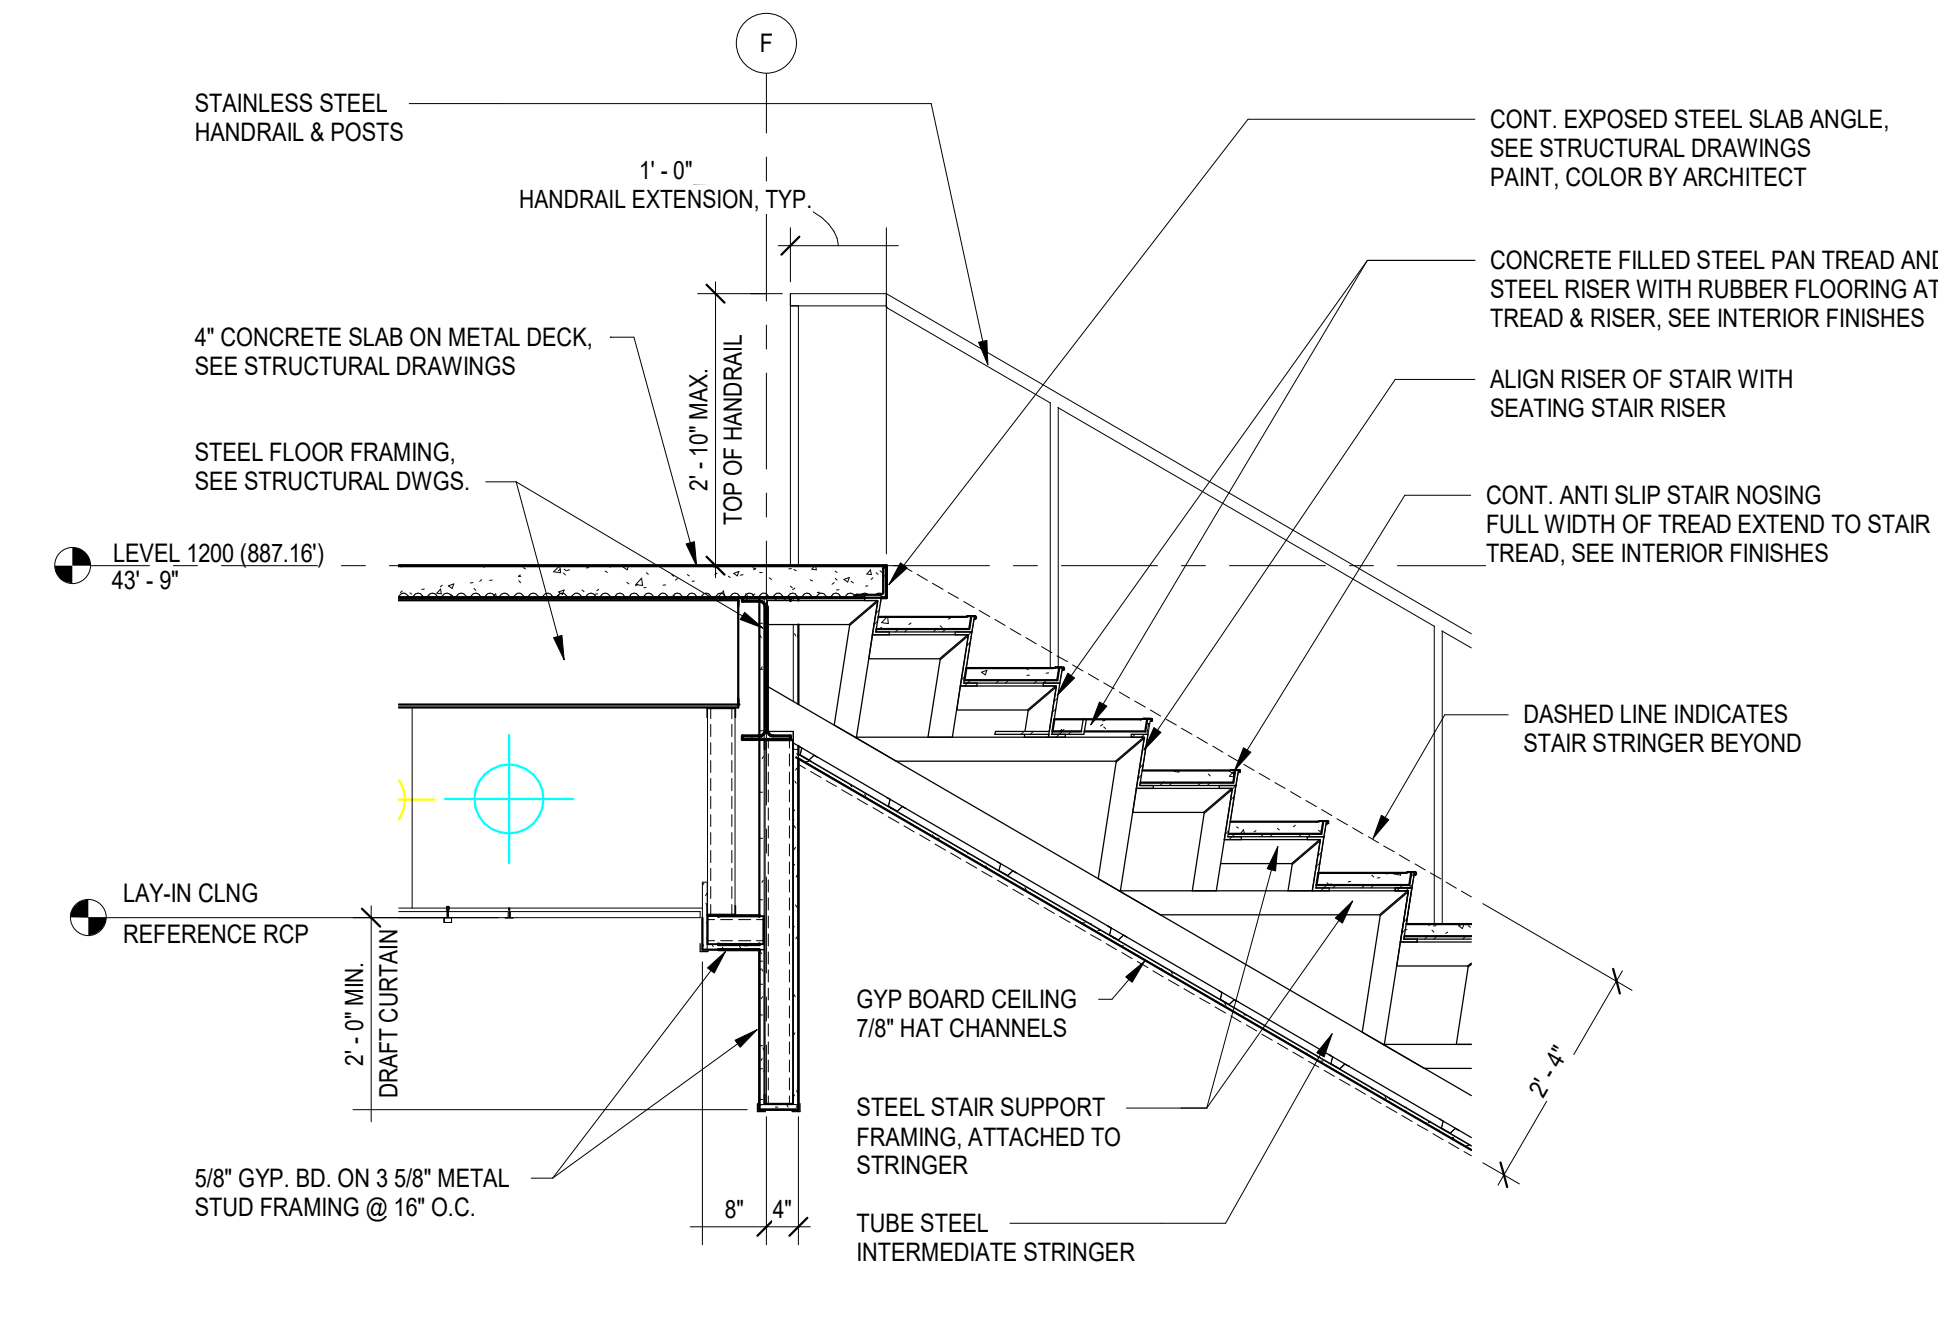 F
STAINLESS STEEL
HANDRAIL & POSTS
1' - 0"
HANDRAIL EXTENSION, TYP.
CONT. EXPOSED STEEL SLAB ANGLE,
SEE STRUCTURAL DRAWINGS
PAINT, COLOR BY ARCHITECT
CONCRETE FILLED STEEL PAN TREAD AND
STEEL RISER WITH RUBBER FLOORING AT
TREAD & RISER, SEE INTERIOR FINISHES
4" CONCRETE SLAB ON METAL DECK,
SEE STRUCTURAL DRAWINGS
2' - 10" MAX.
TOP OF HANDRAIL
ALIGN RISER OF STAIR WITH
SEATING STAIR RISER
STEEL FLOOR FRAMING,
SEE STRUCTURAL DWGS.
CONT. ANTI SLIP STAIR NOSING
FULL WIDTH OF TREAD EXTEND TO STAIR
TREAD, SEE INTERIOR FINISHES
LEVEL 1200 (887.16')
43' - 9"
DASHED LINE INDICATES
STAIR STRINGER BEYOND
LAY-IN CLNG
REFERENCE RCP
2' - 0" MIN.
DRAFT CURTAIN
GYP BOARD CEILING
7/8" HAT CHANNELS
2' - 4"
STEEL STAIR SUPPORT
FRAMING, ATTACHED TO
STRINGER
5/8" GYP. BD. ON 3 5/8" METAL
STUD FRAMING @ 16" O.C.
8"
4"
TUBE STEEL
INTERMEDIATE STRINGER